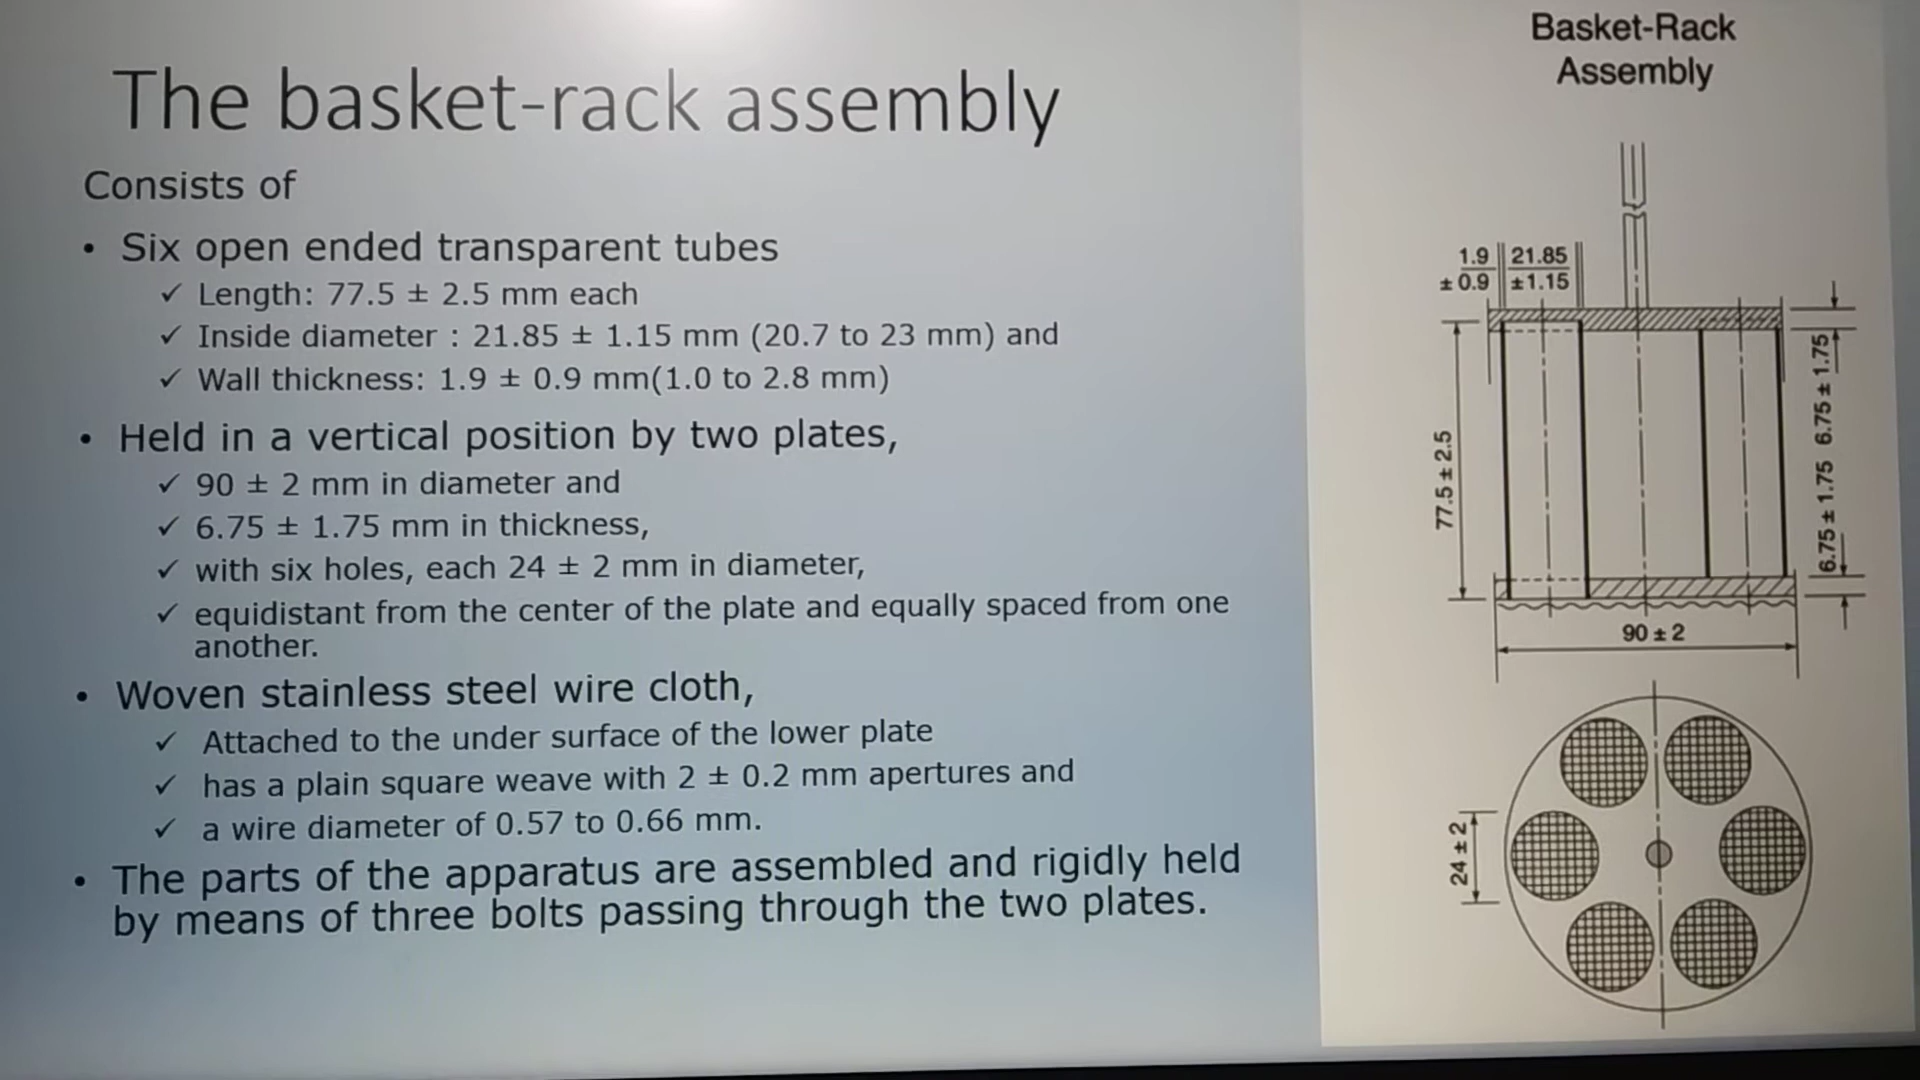 The basket-rack assembly
Consists of
• Six open ended transparent tubes
✓ Length: 77.5 ± 2.5 mm each
✓ Inside diameter : 21.85 ± 1.15 mm (20.7 to 23 mm) and
✓ Wall thickness: 1.9 ± 0.9 mm(1.0 to 2.8 mm)
• Held in a vertical position by two plates,
✓ 90 ± 2 mm in diameter and
✓ 6.75 ± 1.75 mm in thickness,
✓ with six holes, each 24 ± 2 mm in diameter,
✓ equidistant from the center of the plate and equally spaced from one
another.
• Woven stainless steel wire cloth,
✓ Attached to the under surface of the lower plate
✓ has a plain square weave with 2 ± 0.2 mm apertures and
✓ a wire diameter of 0.57 to 0.66 mm.
• The parts of the apparatus are assembled and rigidly held
by means of three bolts passing through the two plates.
Basket-Rack
Assembly
1.9 21.85
± 0.9 ±1.15
77.5 ± 2.5
6.75 ± 1.75 6.75 ± 1.75
90 ± 2
24 ± 2